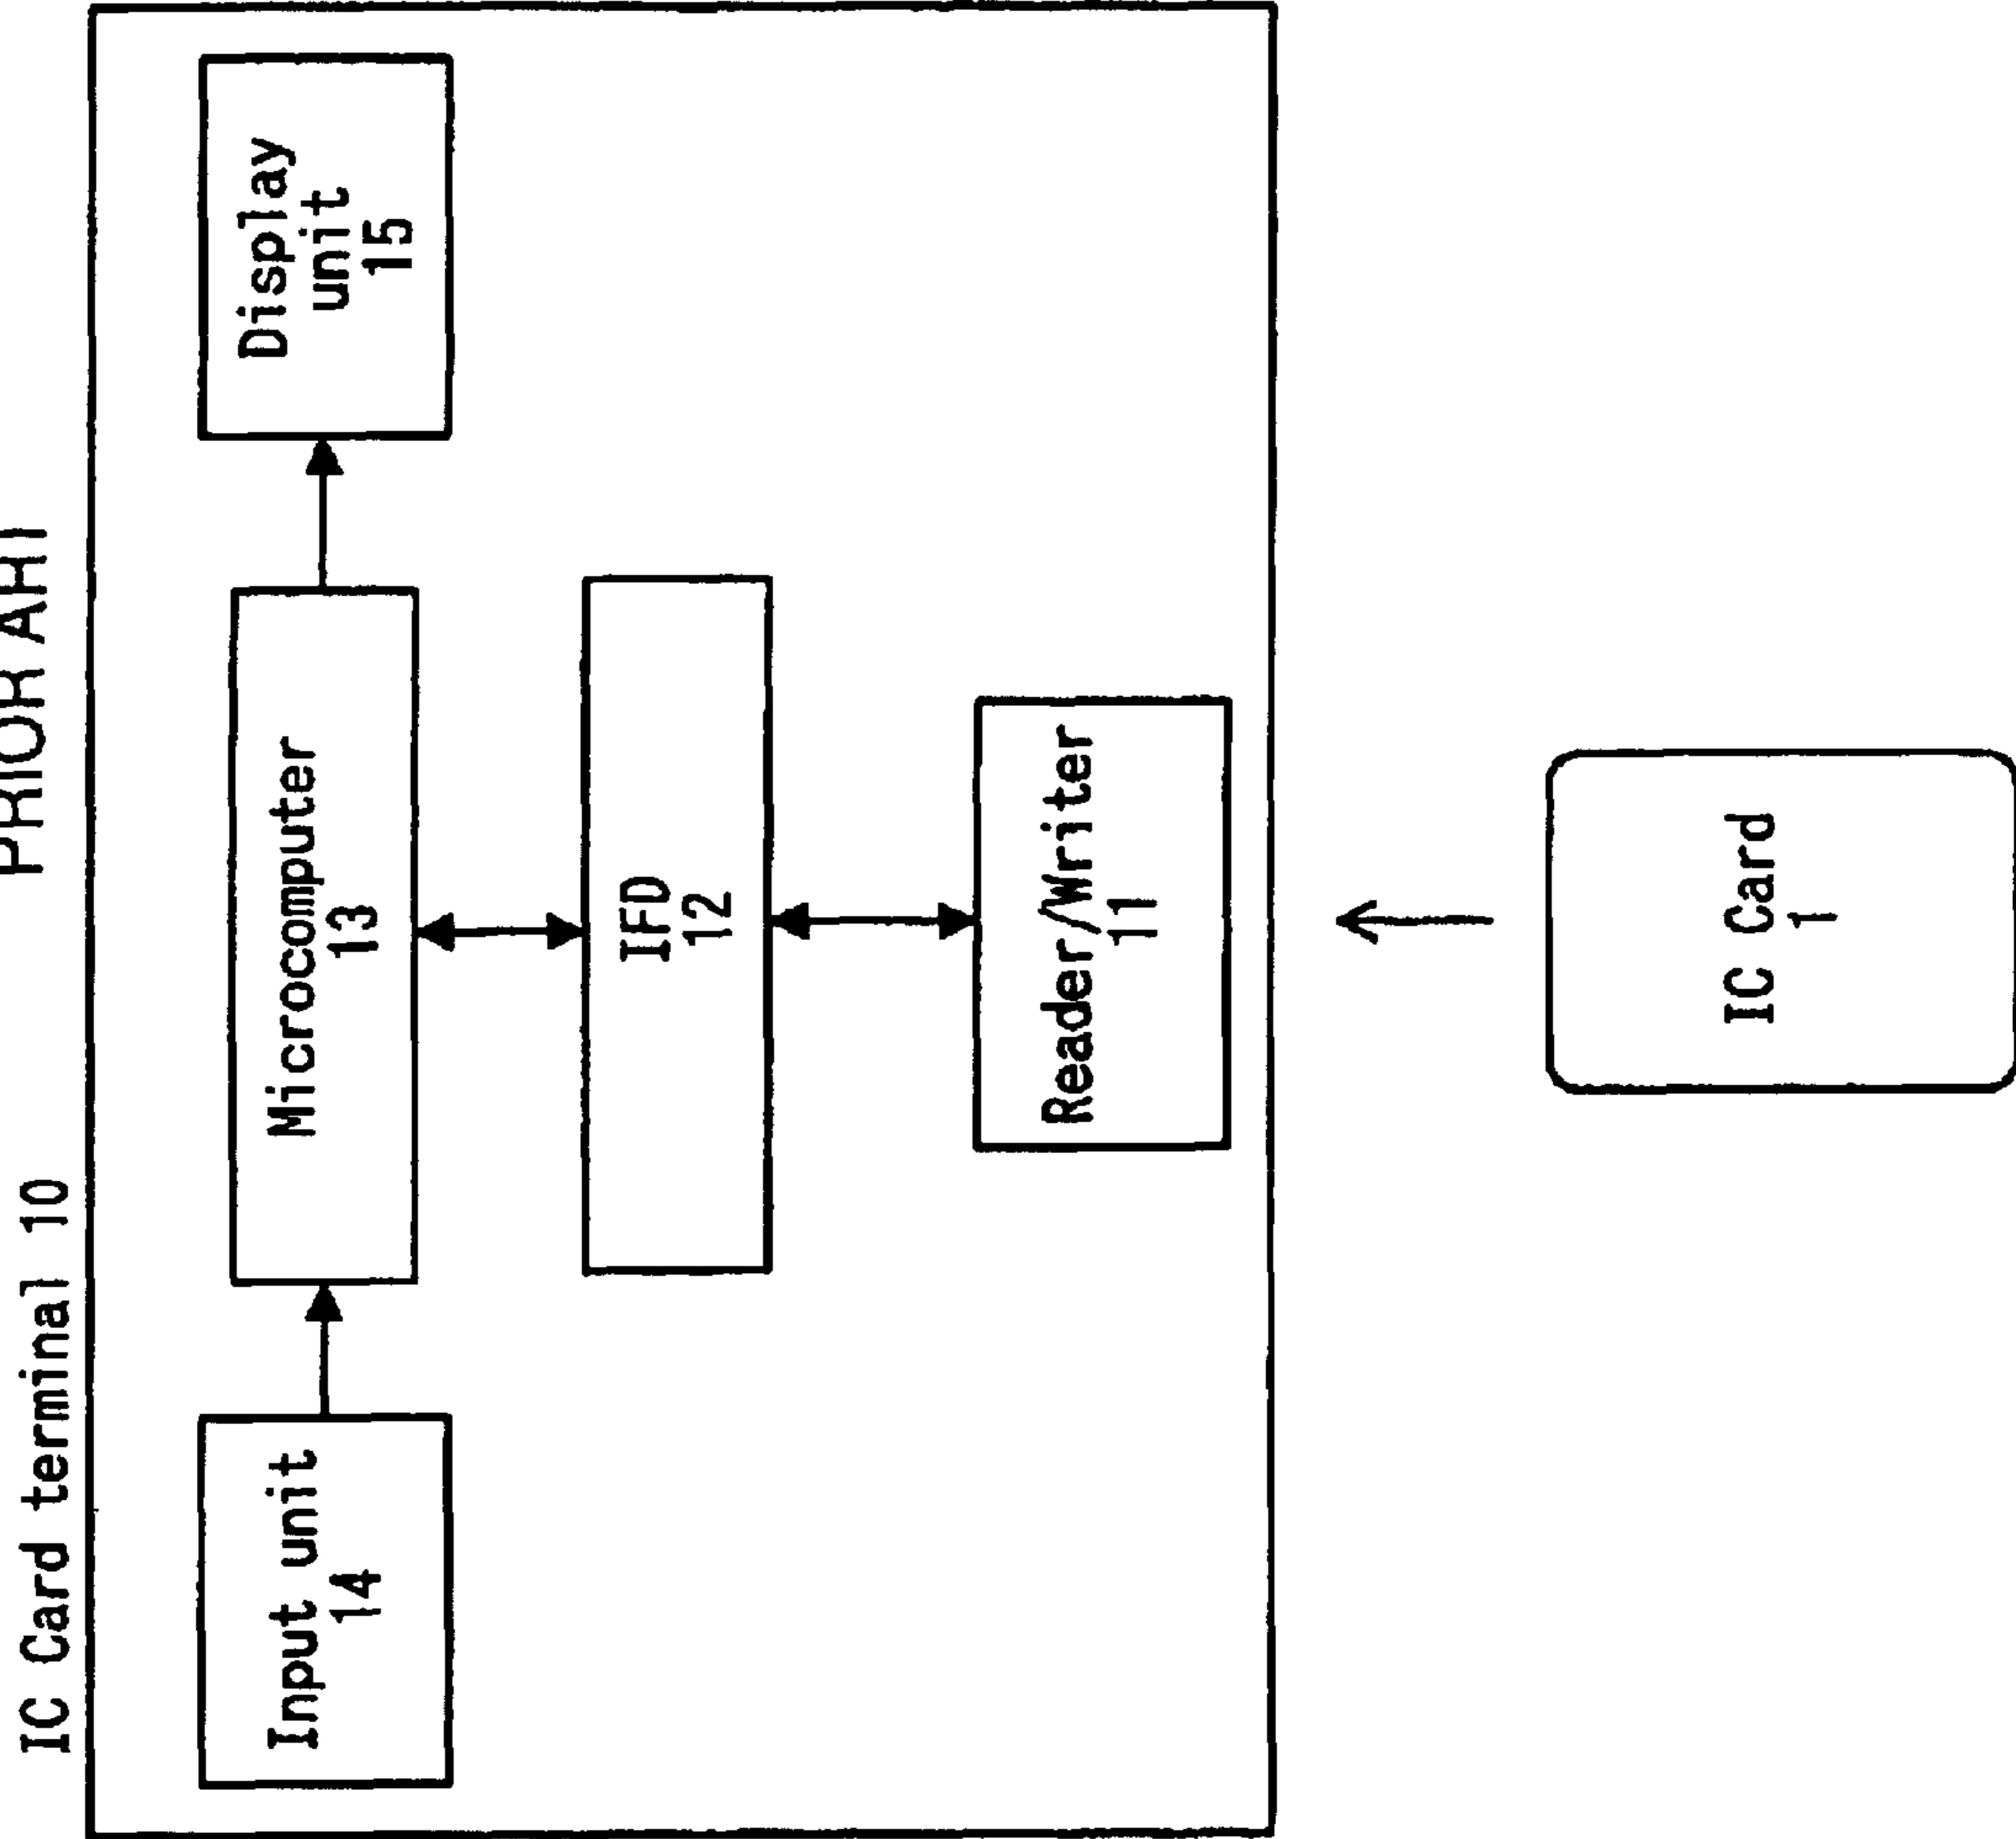 PRIOR ART
IC Card terminal 10
Input unit
14
Microcomputer
13
Display
unit
15
IFD
12
Reader/Writer
11
IC Card
1